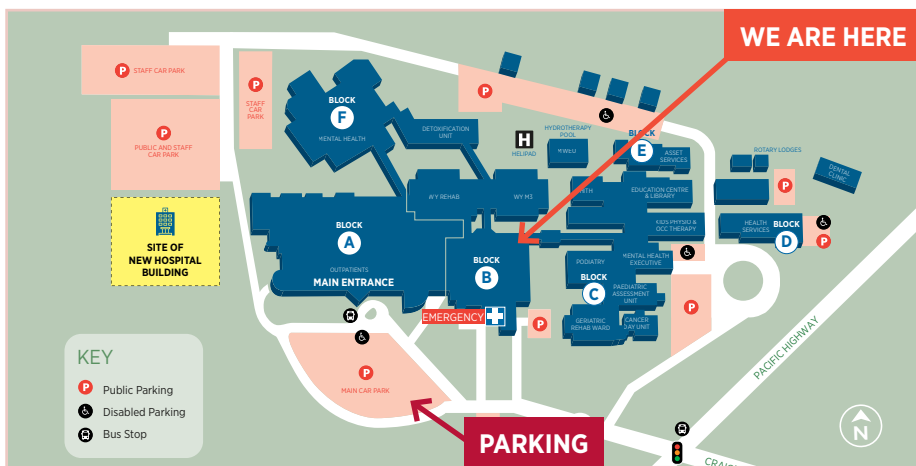 WE ARE HERE
P STAFF CAR PARK
P
STAFF
CAR
PARK
P
PUBLIC AND STAFF
CAR PARK
BLOCK
F
MENTAL HEALTH
DETOXIFICATION
UNIT
P
H
HELIPAD
HYDROTHERAPY
POOL
MWEU
BLOCK
E
ASSET
SERVICES
ROTARY LODGES
DENTAL
CLINIC
P
WY REHAB
WY M3
EDUCATION CENTRE
& LIBRARY
KIDS PHYSIO &
OCC THERAPY
HEALTH
SERVICES
BLOCK
D
P
SITE OF
NEW HOSPITAL
BUILDING
BLOCK
A
OUTPATIENTS
MAIN ENTRANCE
BLOCK
B
EMERGENCY
PODIATRY
MENTAL HEALTH
EXECUTIVE
BLOCK
C
PAEDIATRIC
ASSESSMENT
UNIT
GERIATRIC
REHAB WARD
CANCER
DAY UNIT
P
P
P
MAIN CAR PARK
PARKING
PACIFIC HIGHWAY
N
KEY
P Public Parking
Disabled Parking
Bus Stop